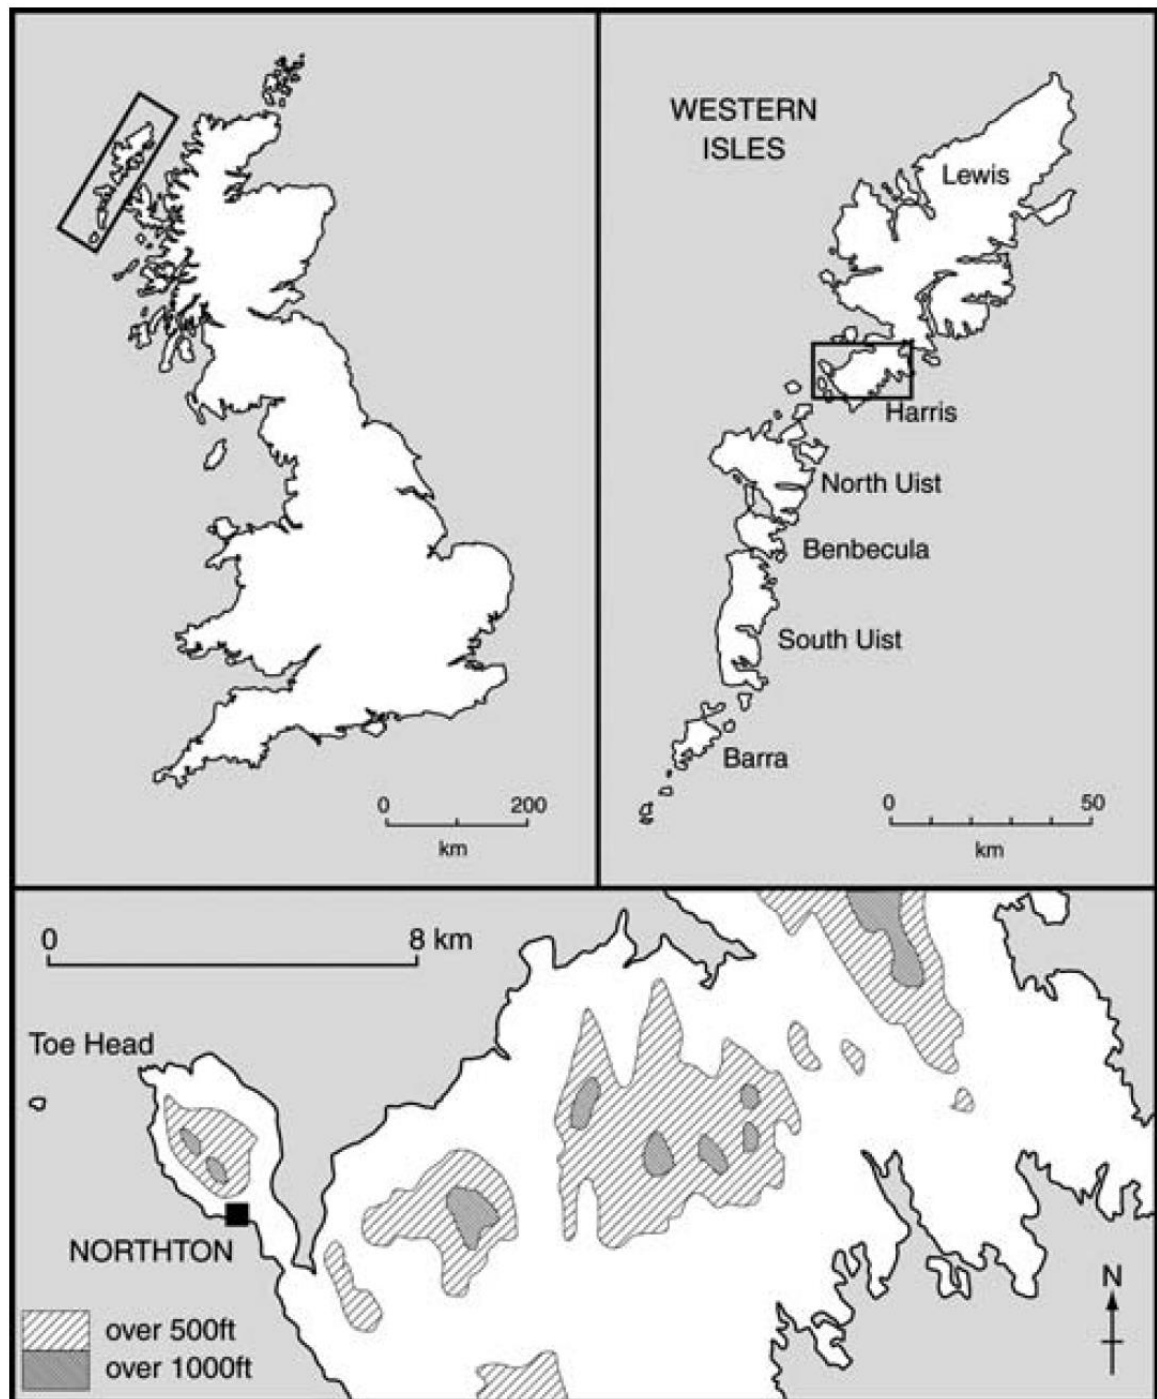 0 200
km
WESTERN
ISLES
Lewis
Harris
North Uist
Benbecula
South Uist
Barra
0 50
km
0 8 km
Toe Head
NORTHTON
over 500ft
over 1000ft
N